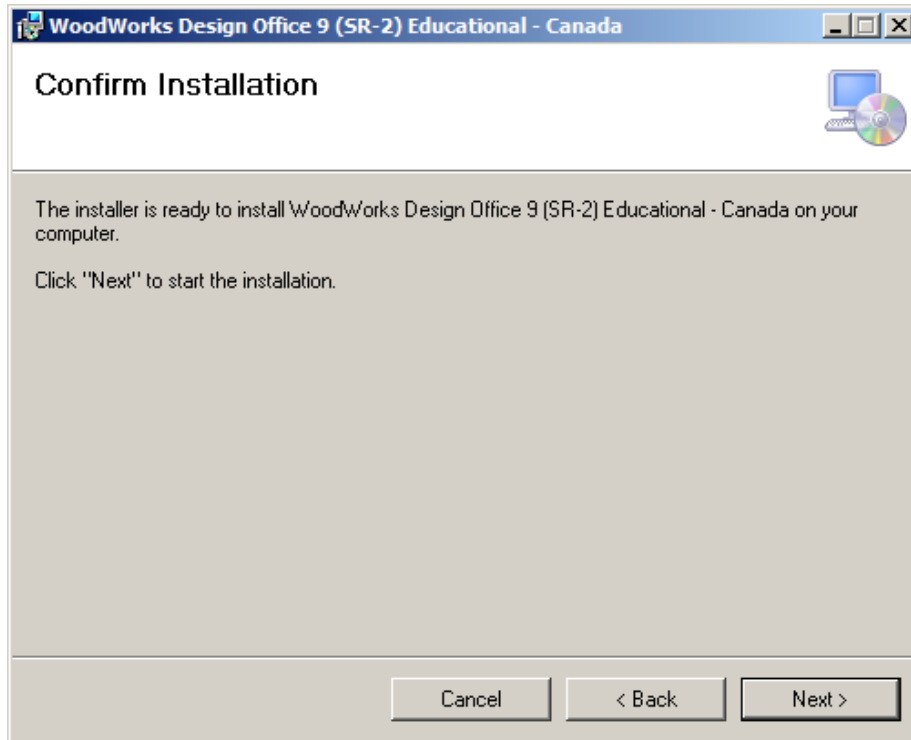 WoodWorks Design Office 9 (SR-2) Educational - Canada
Confirm Installation
The installer is ready to install WoodWorks Design Office 9 (SR-2) Educational - Canada on your
computer.
Click "Next" to start the installation.
Cancel
< Back
Next >